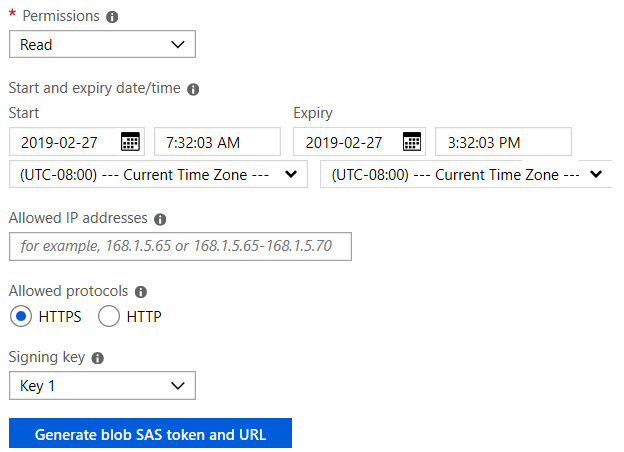 * Permissions
Read
Start and expiry date/time
Start Expiry
2019-02-27 7:32:03 AM 2019-02-27 3:32:03 PM
(UTC-08:00) --- Current Time Zone --- (UTC-08:00) --- Current Time Zone ---
Allowed IP addresses
for example, 168.1.5.65 or 168.1.5.65-168.1.5.70
Allowed protocols
HTTPS HTTP
Signing key
Key 1
Generate blob SAS token and URL